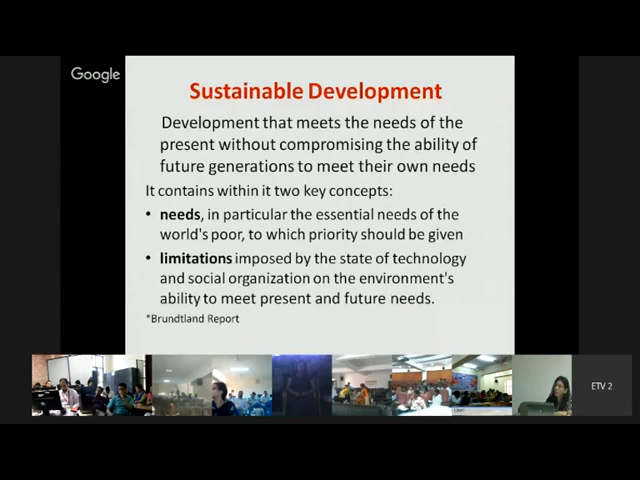 Google
Sustainable Development
Development that meets the needs of the
present without compromising the ability of
future generations to meet their own needs
It contains within it two key concepts:
• needs, in particular the essential needs of the
world's poor, to which priority should be given
• limitations imposed by the state of technology
and social organization on the environment's
ability to meet present and future needs.
*Brundtland Report
ETV 2